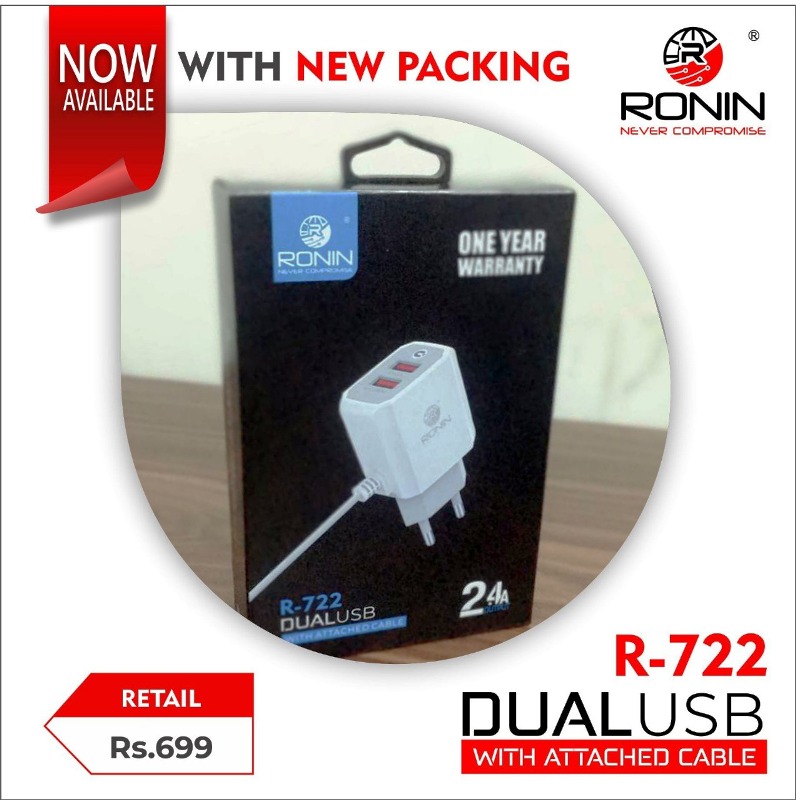 NOW
AVAILABLE
WITH NEW PACKING
®
RONIN
NEVER COMPROMISE
RONIN
NEVER COMPROMISE
ONE YEAR
WARRANTY
RONIN
R-722
DUALUSB
WITH ATTACHED CABLE
2.4A
R-722
DUALUSB
WITH ATTACHED CABLE
RETAIL
Rs.699